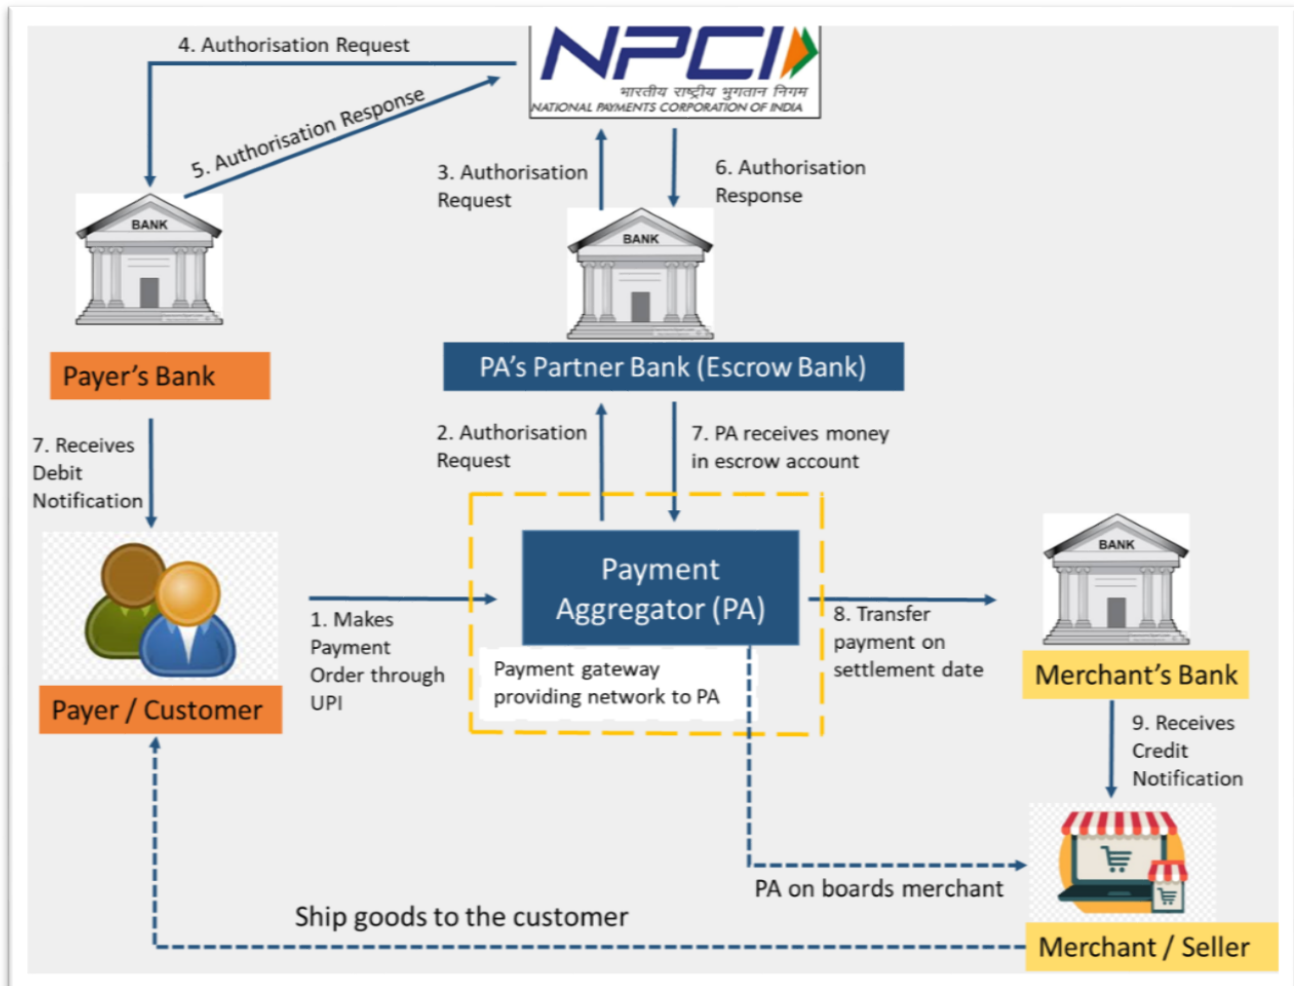 4. Authorisation Request
NPCI
भारतीय राष्ट्रीय भुगतान निगम
NATIONAL PAYMENTS CORPORATION OF INDIA
5. Authorisation Response
3. Authorisation
Request
6. Authorisation
Response
BANK
BANK
Payer's Bank
PA's Partner Bank (Escrow Bank)
7. Receives
Debit
Notification
2. Authorisation
Request
7. PA receives money
in escrow account
Payment
Aggregator (PA)
BANK
1. Makes
Payment
Order through
UPI
8. Transfer
payment on
settlement date
Payment gateway
providing network to PA
Merchant's Bank
Payer / Customer
9. Receives
Credit
Notification
PA on boards merchant
Ship goods to the customer
Merchant / Seller